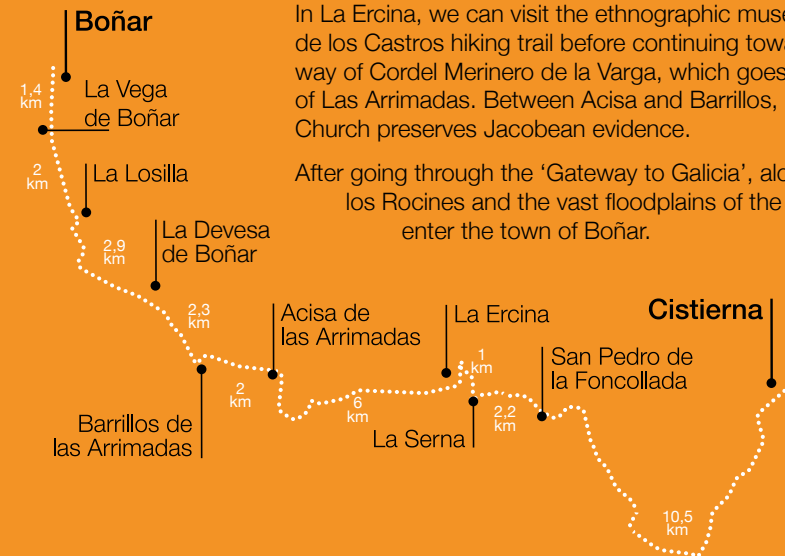 Boñar
In La Ercina, we can visit the ethnographic
de los Castros hiking trail before continuing
way of Cordel Merinero de la Varga, which goes
of Las Arrimadas. Between Acisa and Barrillos,
Church preserves Jacobean evidence.
After going through the ‘Gateway to Galicia’,
los Rocines and the vast floodplains of the
enter the town of Boñar.
1,4
km
La Vega
de Boñar
2
km
La Losilla
2,9
km
La Devesa
de Boñar
2,3
km
Acisa de
las Arrimadas
La Ercina
Cistierna
1
km
San Pedro de
la Foncollada
2
km
6
km
2,2
km
Barrillos de
las Arrimadas
La Serna
10,5
km